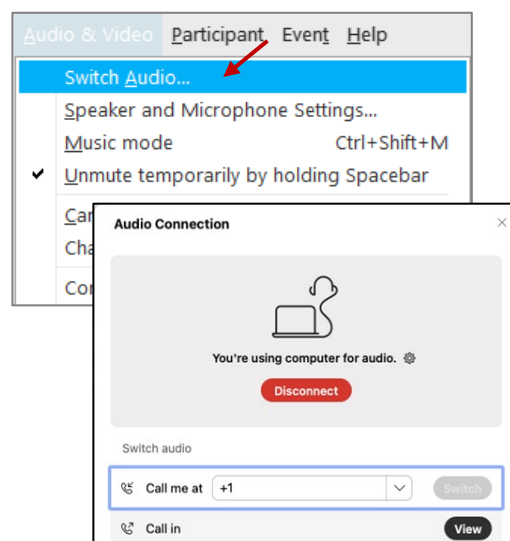 Audio & Video Participant Event Help
Switch Audio...
Speaker and Microphone Settings...
Music mode Ctrl+Shift+M
✔ Unmute temporarily by holding Spacebar
Audio Connection
You're using computer for audio.
Disconnect
Switch audio
Call me at +1 Switch
Call in View